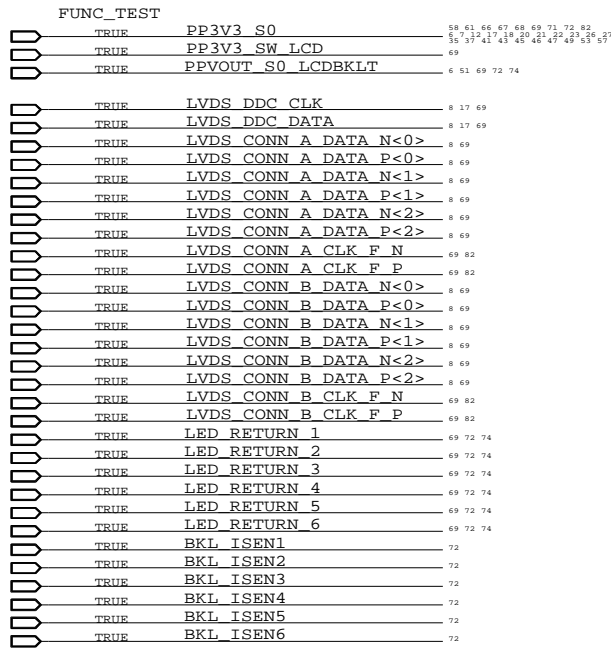 FUNC_TEST
TRUE PP3V3_S0 58 61 66 67 68 69 71 72 82
6 7 12 17 18 20 21 22 23 26 27
35 37 41 43 45 46 47 49 53 57
TRUE PP3V3_SW_LCD 69
TRUE PPVOUT_S0_LCDBKLT 6 51 69 72 74
TRUE LVDS_DDC_CLK 8 17 69
TRUE LVDS_DDC_DATA 8 17 69
TRUE LVDS_CONN_A_DATA_N<0> 8 69
TRUE LVDS_CONN_A_DATA_P<0> 8 69
TRUE LVDS_CONN_A_DATA_N<1> 8 69
TRUE LVDS_CONN_A_DATA_P<1> 8 69
TRUE LVDS_CONN_A_DATA_N<2> 8 69
TRUE LVDS_CONN_A_DATA_P<2> 8 69
TRUE LVDS_CONN_A_CLK_F_N 69 82
TRUE LVDS_CONN_A_CLK_F_P 69 82
TRUE LVDS_CONN_B_DATA_N<0> 8 69
TRUE LVDS_CONN_B_DATA_P<0> 8 69
TRUE LVDS_CONN_B_DATA_N<1> 8 69
TRUE LVDS_CONN_B_DATA_P<1> 8 69
TRUE LVDS_CONN_B_DATA_N<2> 8 69
TRUE LVDS_CONN_B_DATA_P<2> 8 69
TRUE LVDS_CONN_B_CLK_F_N 69 82
TRUE LVDS_CONN_B_CLK_F_P 69 82
TRUE LED_RETURN_1 69 72 74
TRUE LED_RETURN_2 69 72 74
TRUE LED_RETURN_3 69 72 74
TRUE LED_RETURN_4 69 72 74
TRUE LED_RETURN_5 69 72 74
TRUE LED_RETURN_6 69 72 74
TRUE BKL_ISEN1 72
TRUE BKL_ISEN2 72
TRUE BKL_ISEN3 72
TRUE BKL_ISEN4 72
TRUE BKL_ISEN5 72
TRUE BKL_ISEN6 72